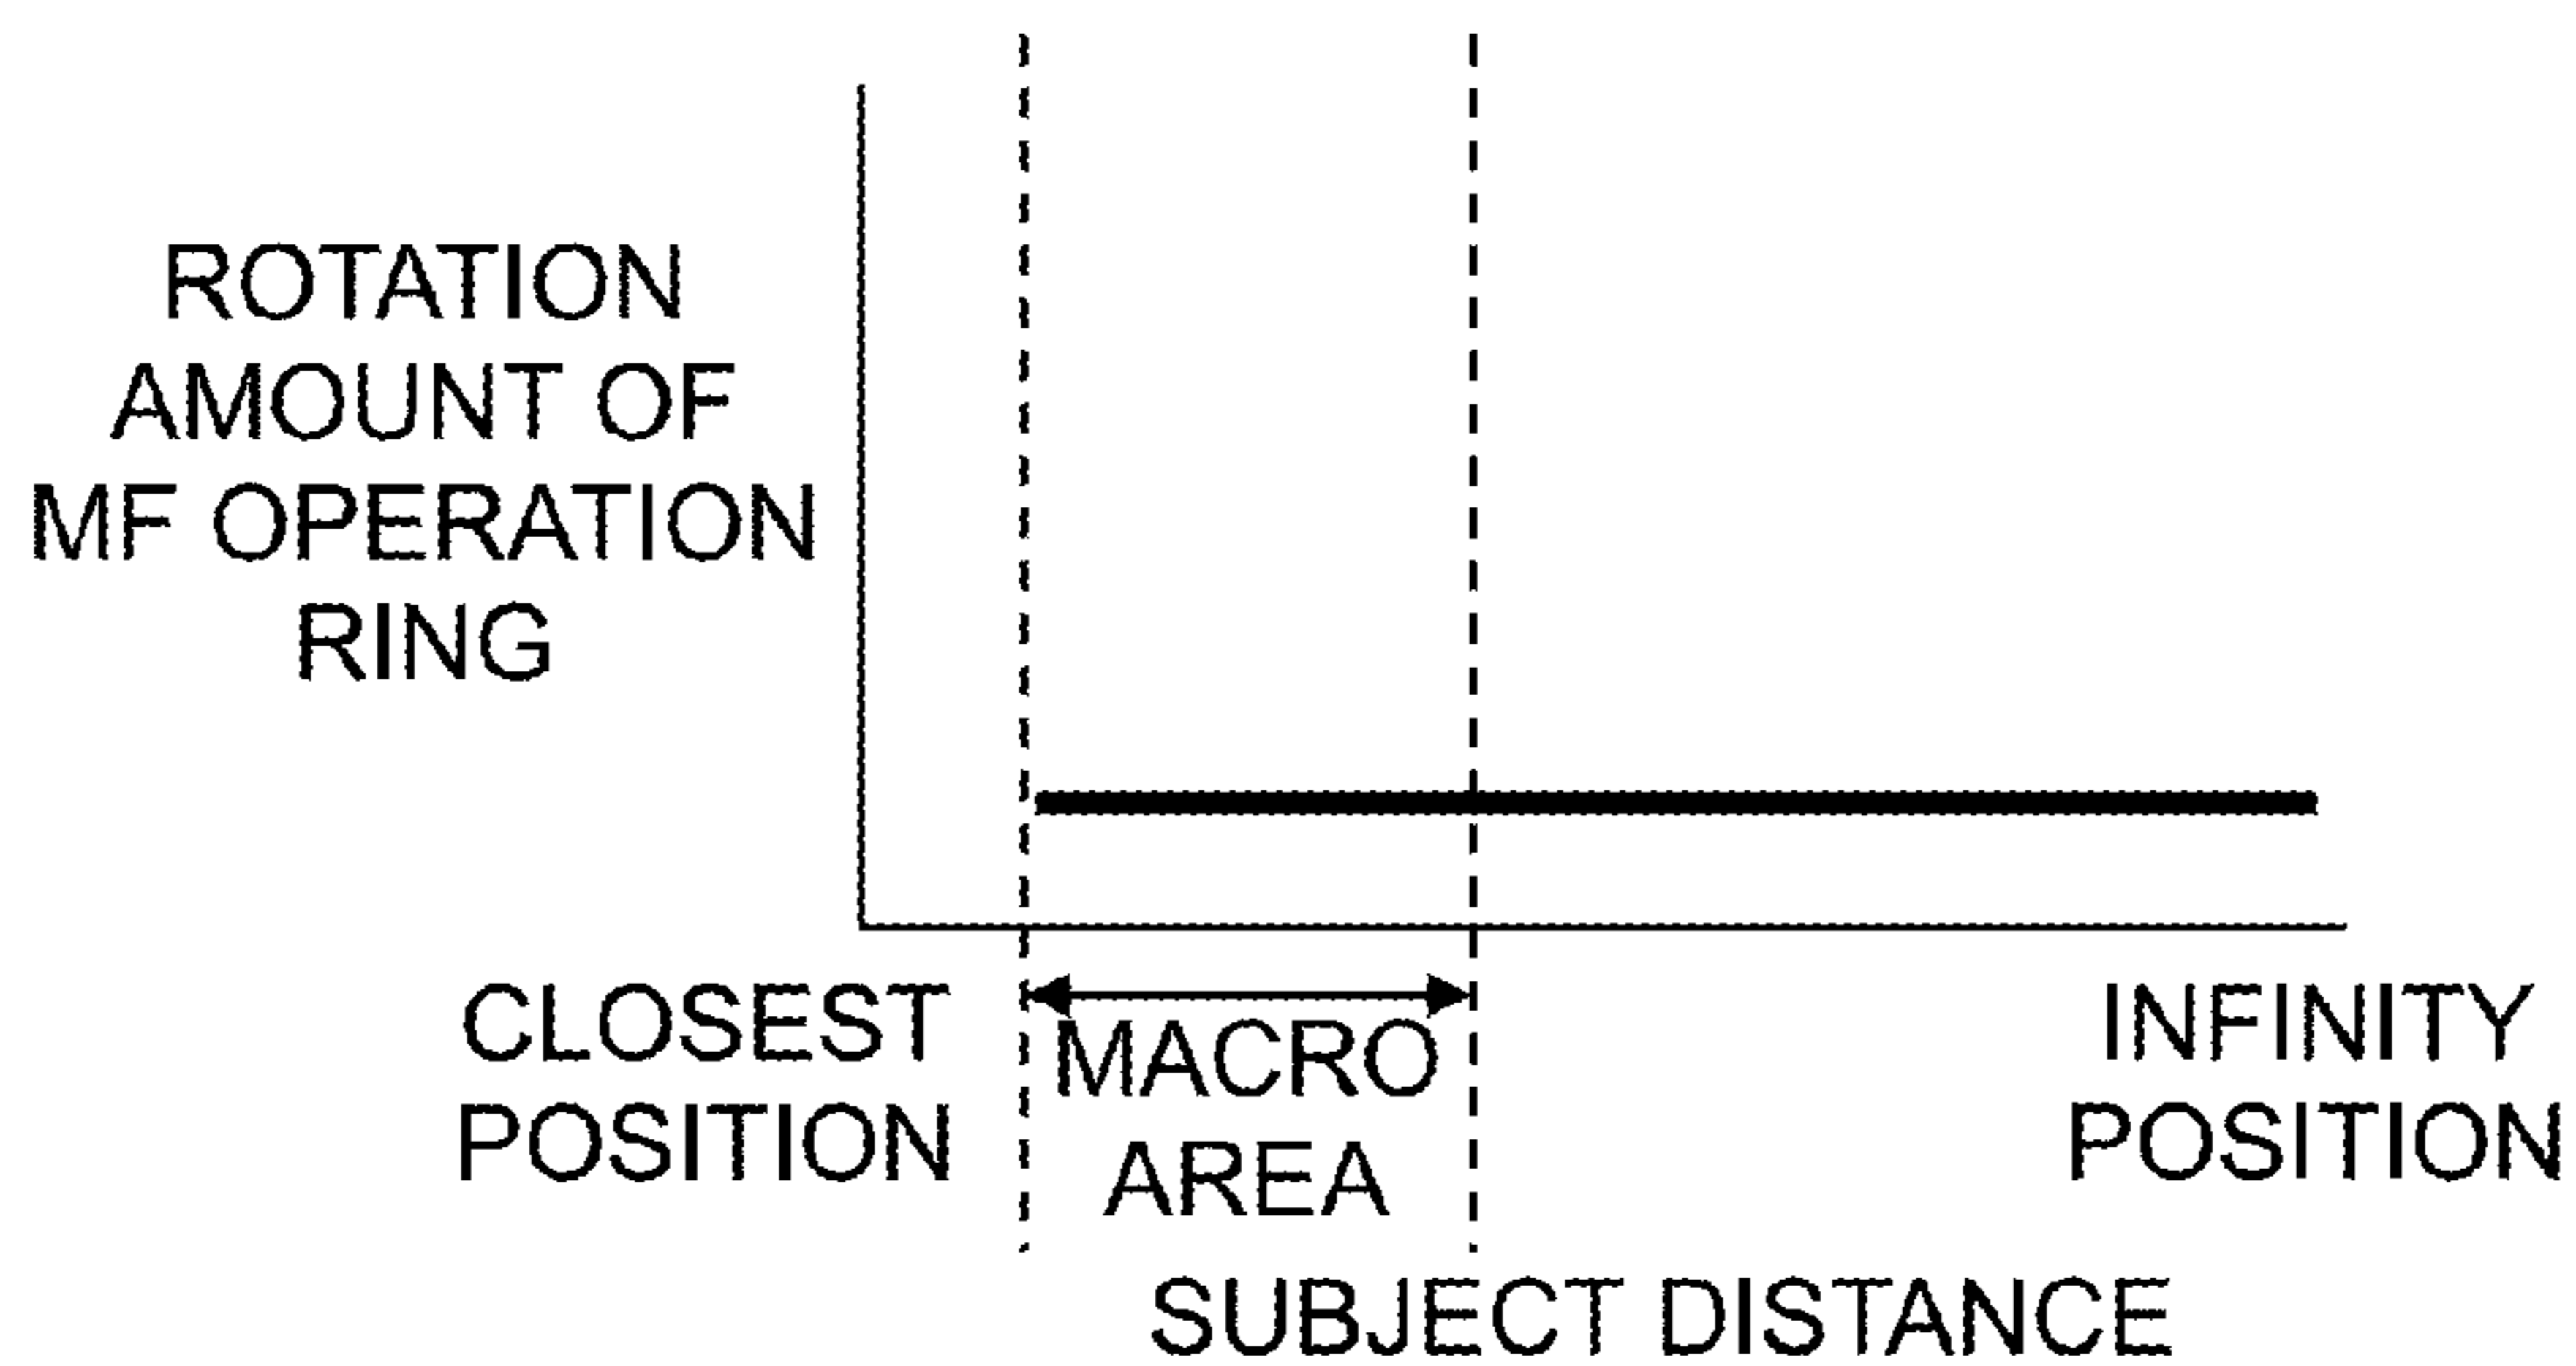 ROTATION
AMOUNT OF
MF OPERATION
RING
CLOSEST
POSITION
MACRO
AREA
INFINITY
POSITION
SUBJECT DISTANCE